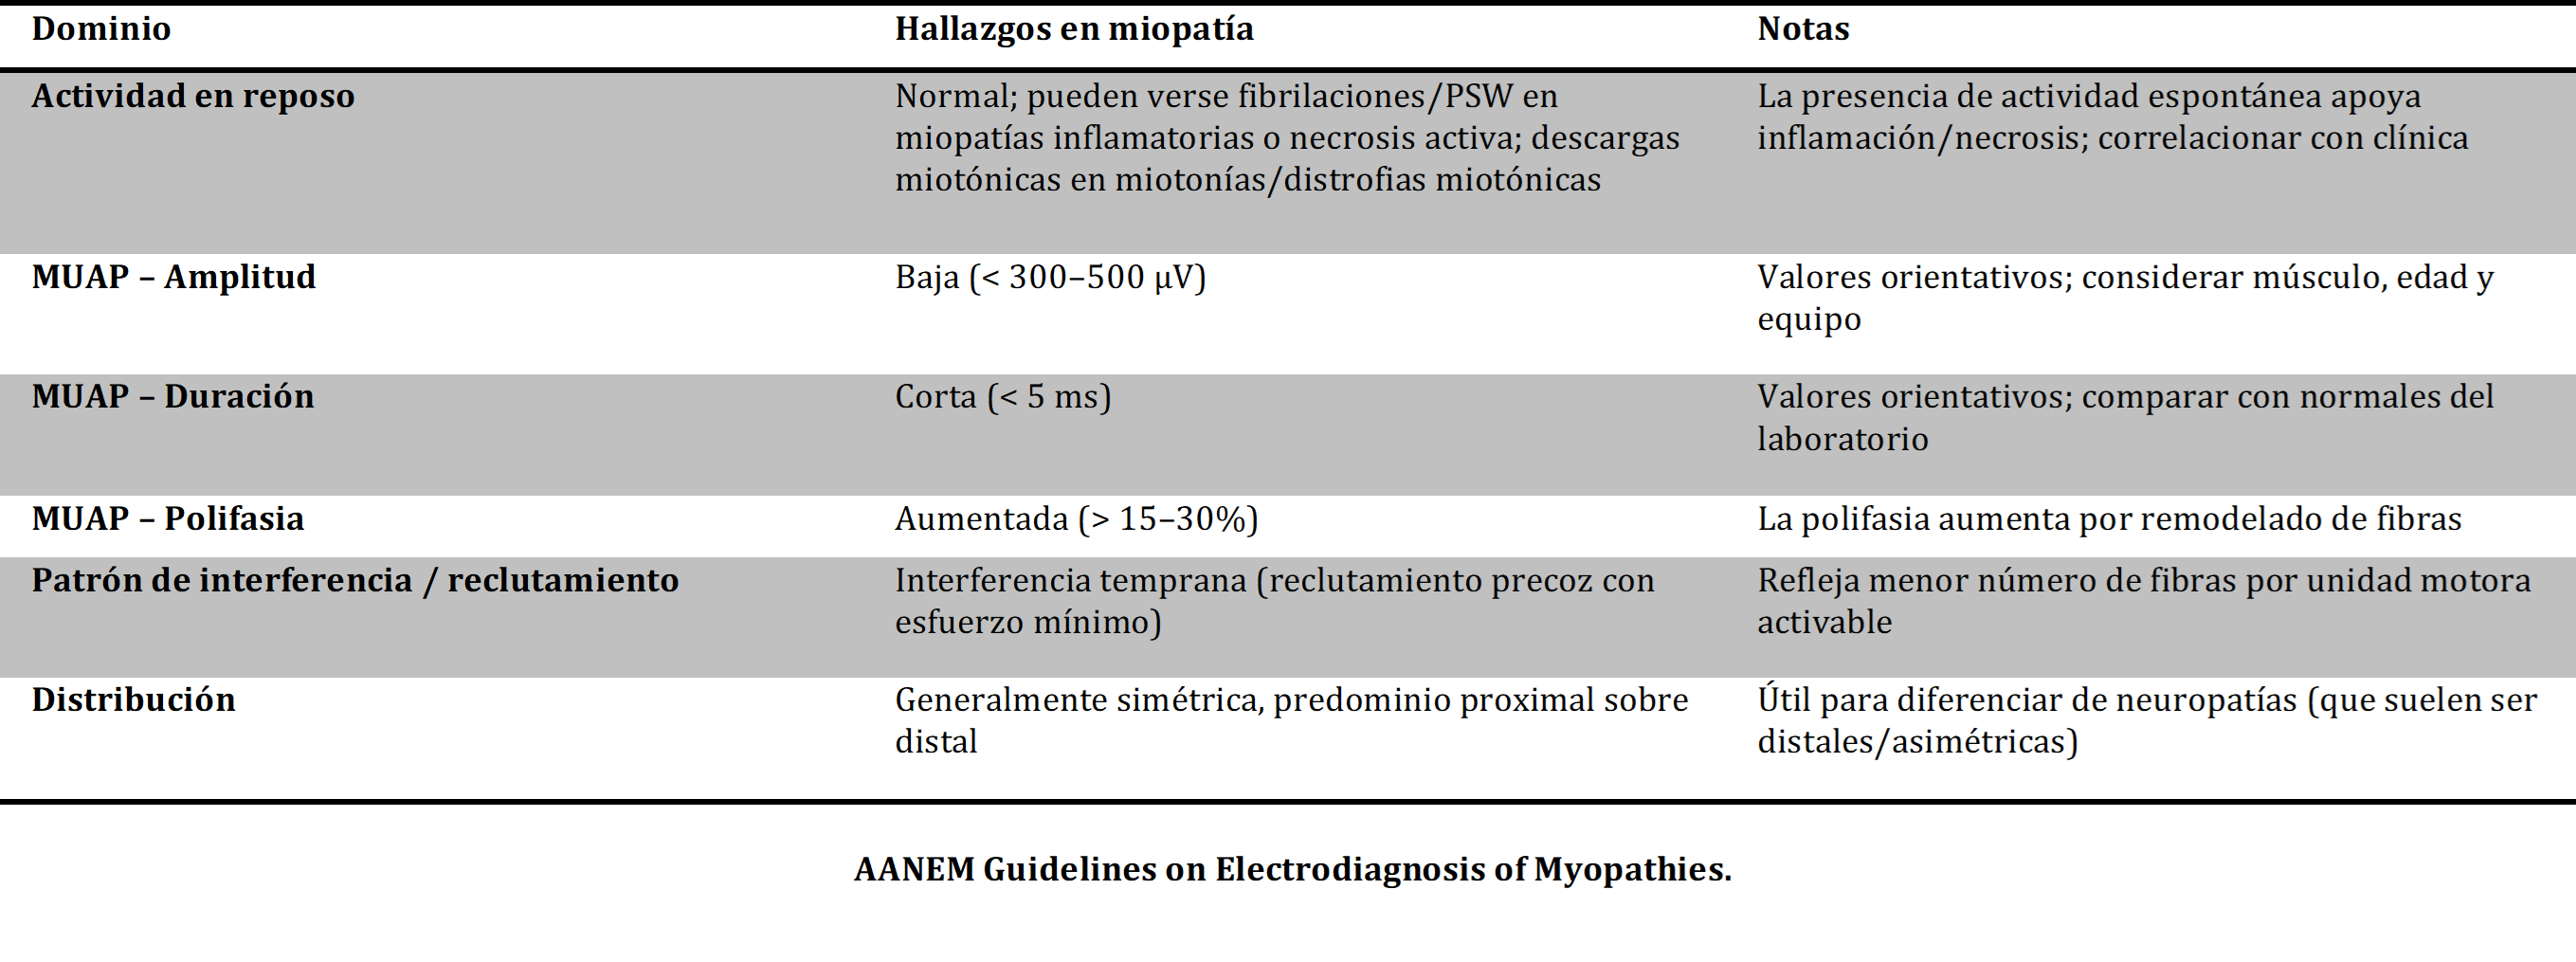 Dominio	Hallazgos en miopatía	Notas
Actividad en reposo	Normal; pueden verse fibrilaciones/PSW en	La presencia de actividad espontánea apoya
miopatías inflamatorias o necrosis activa; descargas	inflamación/necrosis; correlacionar con clínica
miotónicas en miotonías/distrofias miotónicas
MUAP – Amplitud	Baja (< 300–500 µV)	Valores orientativos; considerar músculo, edad y
equipo
MUAP – Duración	Corta (< 5 ms)	Valores orientativos; comparar con normales del
laboratorio
MUAP – Polifasia	Aumentada (> 15–30%)	La polifasia aumenta por remodelado de fibras
Patrón de interferencia / reclutamiento	Interferencia temprana (reclutamiento precoz con	Refleja menor número de fibras por unidad motora
esfuerzo mínimo)	activable
Distribución	Generalmente simétrica, predominio proximal sobre	Útil para diferenciar de neuropatías (que suelen ser
distal	distales/asimétricas)
AANEM Guidelines on Electrodiagnosis of Myopathies.